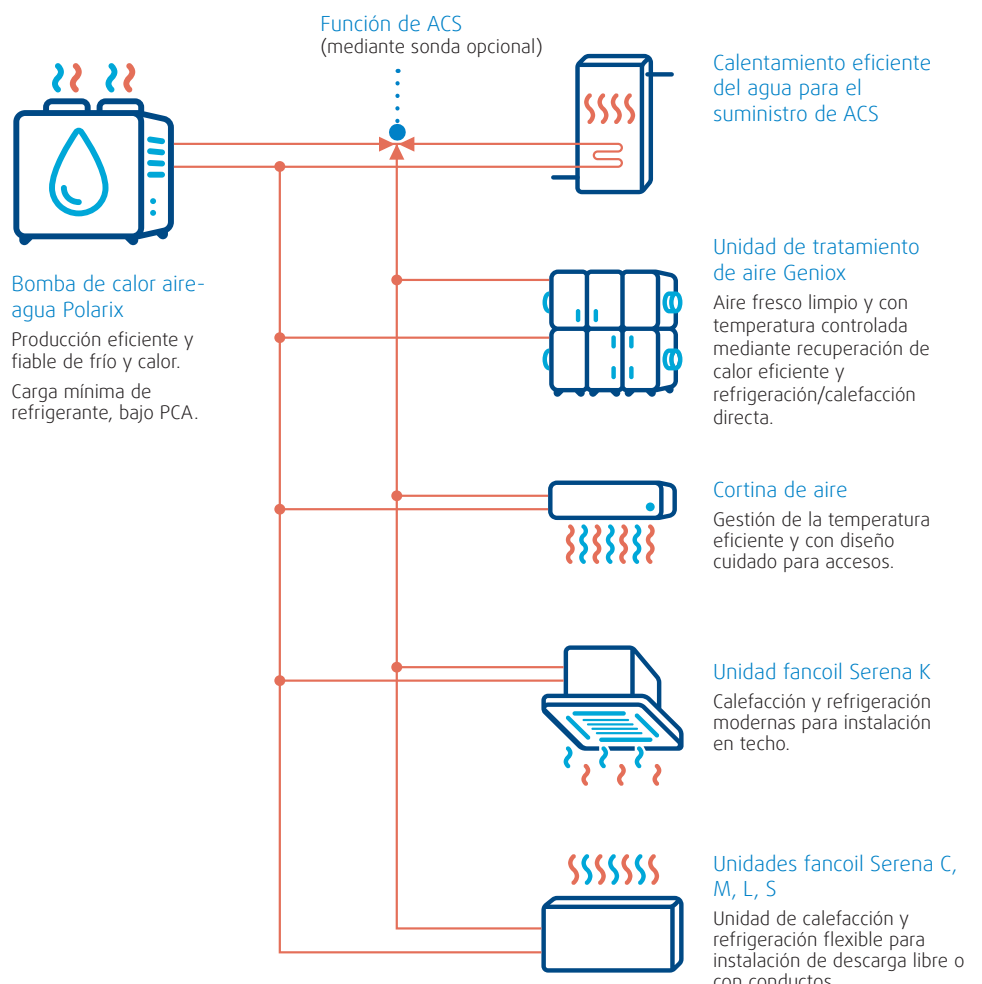 Función de ACS
(mediante sonda opcional)
Calentamiento eficiente
del agua para el
suministro de ACS
Bomba de calor aire-
agua Polarix
Producción eficiente y
fiable de frío y calor.
Carga mínima de
refrigerante, bajo PCA.
Unidad de tratamiento
de aire Geniox
Aire fresco limpio y con
temperatura controlada
mediante recuperación de
calor eficiente y
refrigeración/calefacción
directa.
Cortina de aire
Gestión de la temperatura
eficiente y con diseño
cuidado para accesos.
Unidad fancoil Serena K
Calefacción y refrigeración
modernas para instalación
en techo.
Unidades fancoil Serena C,
M, L, S
Unidad de calefacción y
refrigeración flexible para
instalación de descarga libre o
con conductos